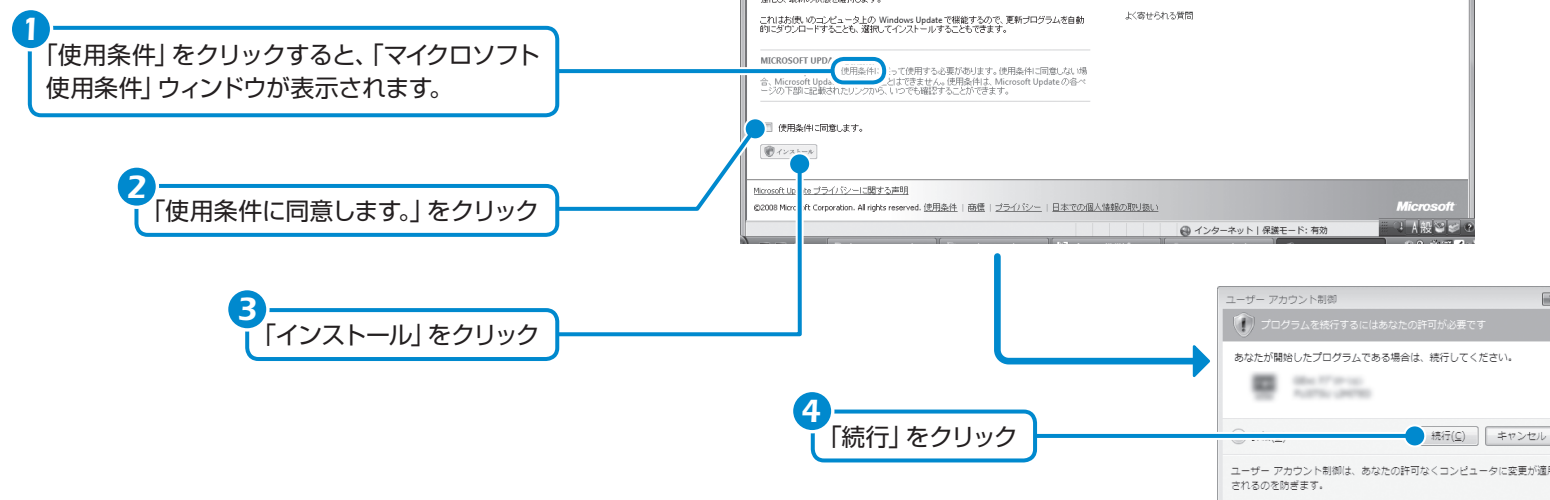 これはお使いのコンピュータ上の Windows Update で機能するので、更新プログラムを自動
的にダウンロードすることも、選択してインストールすることもできます。
よく寄せられる質問
1
「使用条件」をクリックすると、「マイクロソフト
使用条件」ウィンドウが表示されます。
MICROSOFT UPD
使用条件に って使用する必要があります。使用条件に同意しない場
合、Microsoft Upda ことはできません。使用条件は、Microsoft Update の各ペ
ージの下部に記載されたリンクから、いつでも確認することができます。
使用条件に同意します。
インストール
2
「使用条件に同意します。」をクリック
Microsoft Up te プライバシーに関する声明
©2008 Micr ft Corporation. All rights reserved. 使用条件 | 商標 | プライバシー | 日本での個人情報の取り扱い
Microsoft
インターネット | 保護モード: 有効
A 般
3
「インストール」をクリック
ユーザー アカウント制御
プログラムを続行するにはあなたの許可が必要です
あなたが開始したプログラムである場合は、続行してください。
4
「続行」をクリック
続行(C)
キャンセル
ユーザー アカウント制御は、あなたの許可なくコンピュータに変更が適用
されるのを防ぎます。